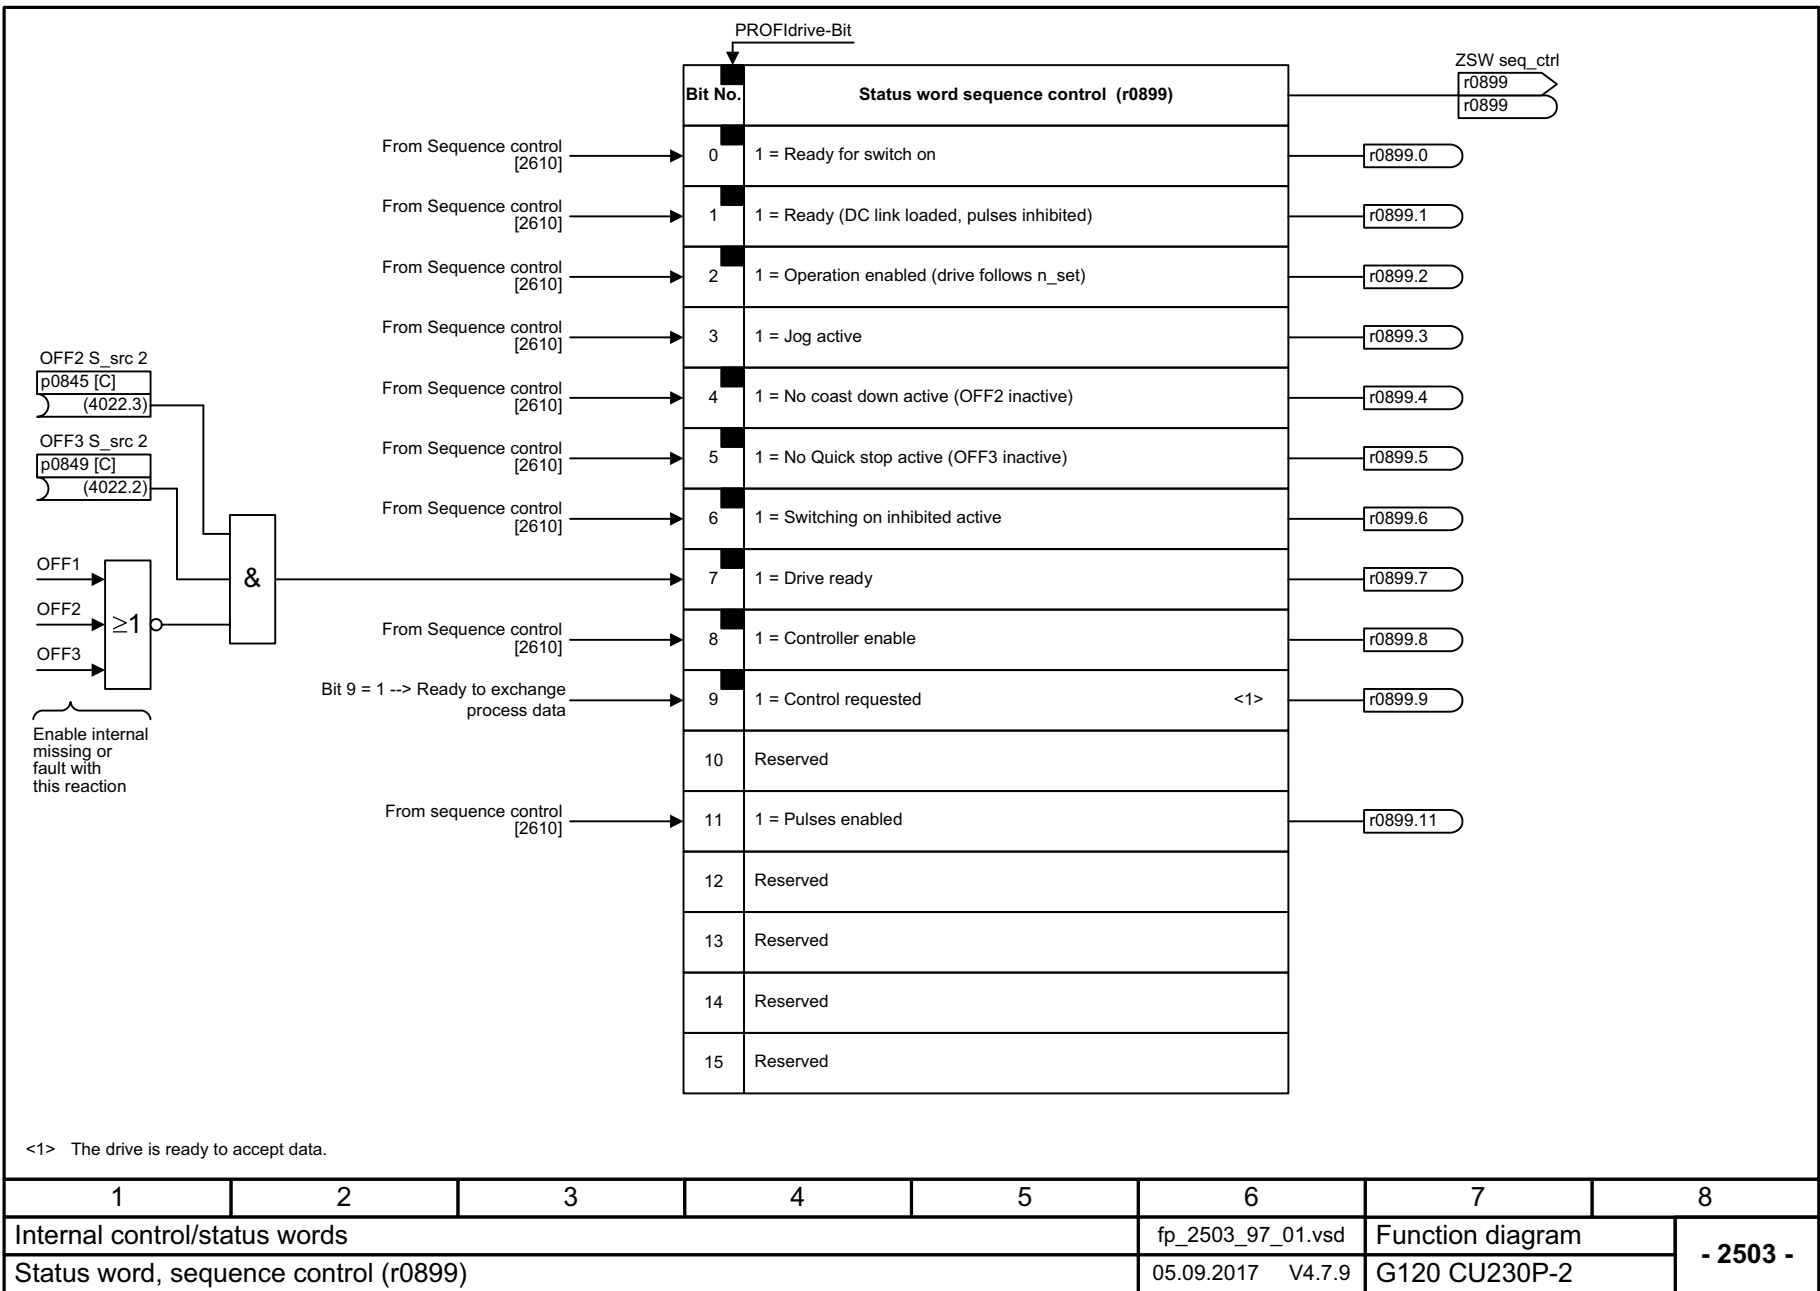 PROFIdrive-Bit
ZSW seq_ctrl
r0899
r0899
Bit No. Status word sequence control (r0899)
From Sequence control
[2610]
0 1 = Ready for switch on r0899.0
From Sequence control
[2610]
1 1 = Ready (DC link loaded, pulses inhibited) r0899.1
From Sequence control
[2610]
2 1 = Operation enabled (drive follows n_set) r0899.2
From Sequence control
[2610]
3 1 = Jog active r0899.3
OFF2 S_src 2
p0845 [C]
(4022.3)
From Sequence control
[2610]
4 1 = No coast down active (OFF2 inactive) r0899.4
OFF3 S_src 2
p0849 [C]
(4022.2)
From Sequence control
[2610]
5 1 = No Quick stop active (OFF3 inactive) r0899.5
From Sequence control
[2610]
6 1 = Switching on inhibited active r0899.6
OFF1
OFF2
OFF3
≥1
&
7 1 = Drive ready r0899.7
Enable internal
missing or
fault with
this reaction
From Sequence control
[2610]
8 1 = Controller enable r0899.8
Bit 9 = 1 --> Ready to exchange
process data
9 1 = Control requested <1> r0899.9
10 Reserved
From sequence control
[2610]
11 1 = Pulses enabled r0899.11
12 Reserved
13 Reserved
14 Reserved
15 Reserved
<1> The drive is ready to accept data.
1 2 3 4 5 6 7 8
Internal control/status words fp_2503_97_01.vsd Function diagram
- 2503 -
Status word, sequence control (r0899) 05.09.2017 V4.7.9 G120 CU230P-2